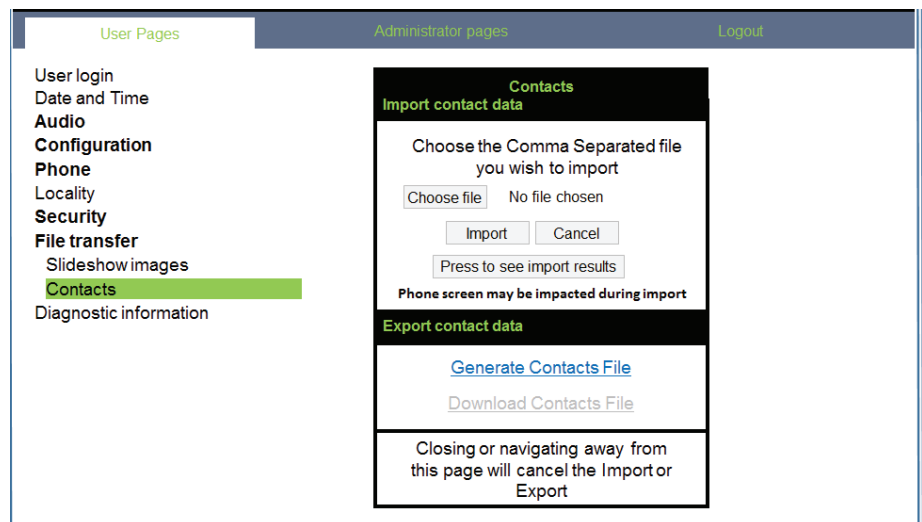 User Pages
Administrator pages
Logout
User login
Date and Time
Audio
Configuration
Phone
Locality
Security
File transfer
Slideshow images
Contacts
Diagnostic information
Contacts
Import contact data
Choose the Comma Separated file
you wish to import
Choose file No file chosen
Import Cancel
Press to see import results
Phone screen may be impacted during import
Export contact data
Generate Contacts File
Download Contacts File
Closing or navigating away from
this page will cancel the Import or
Export